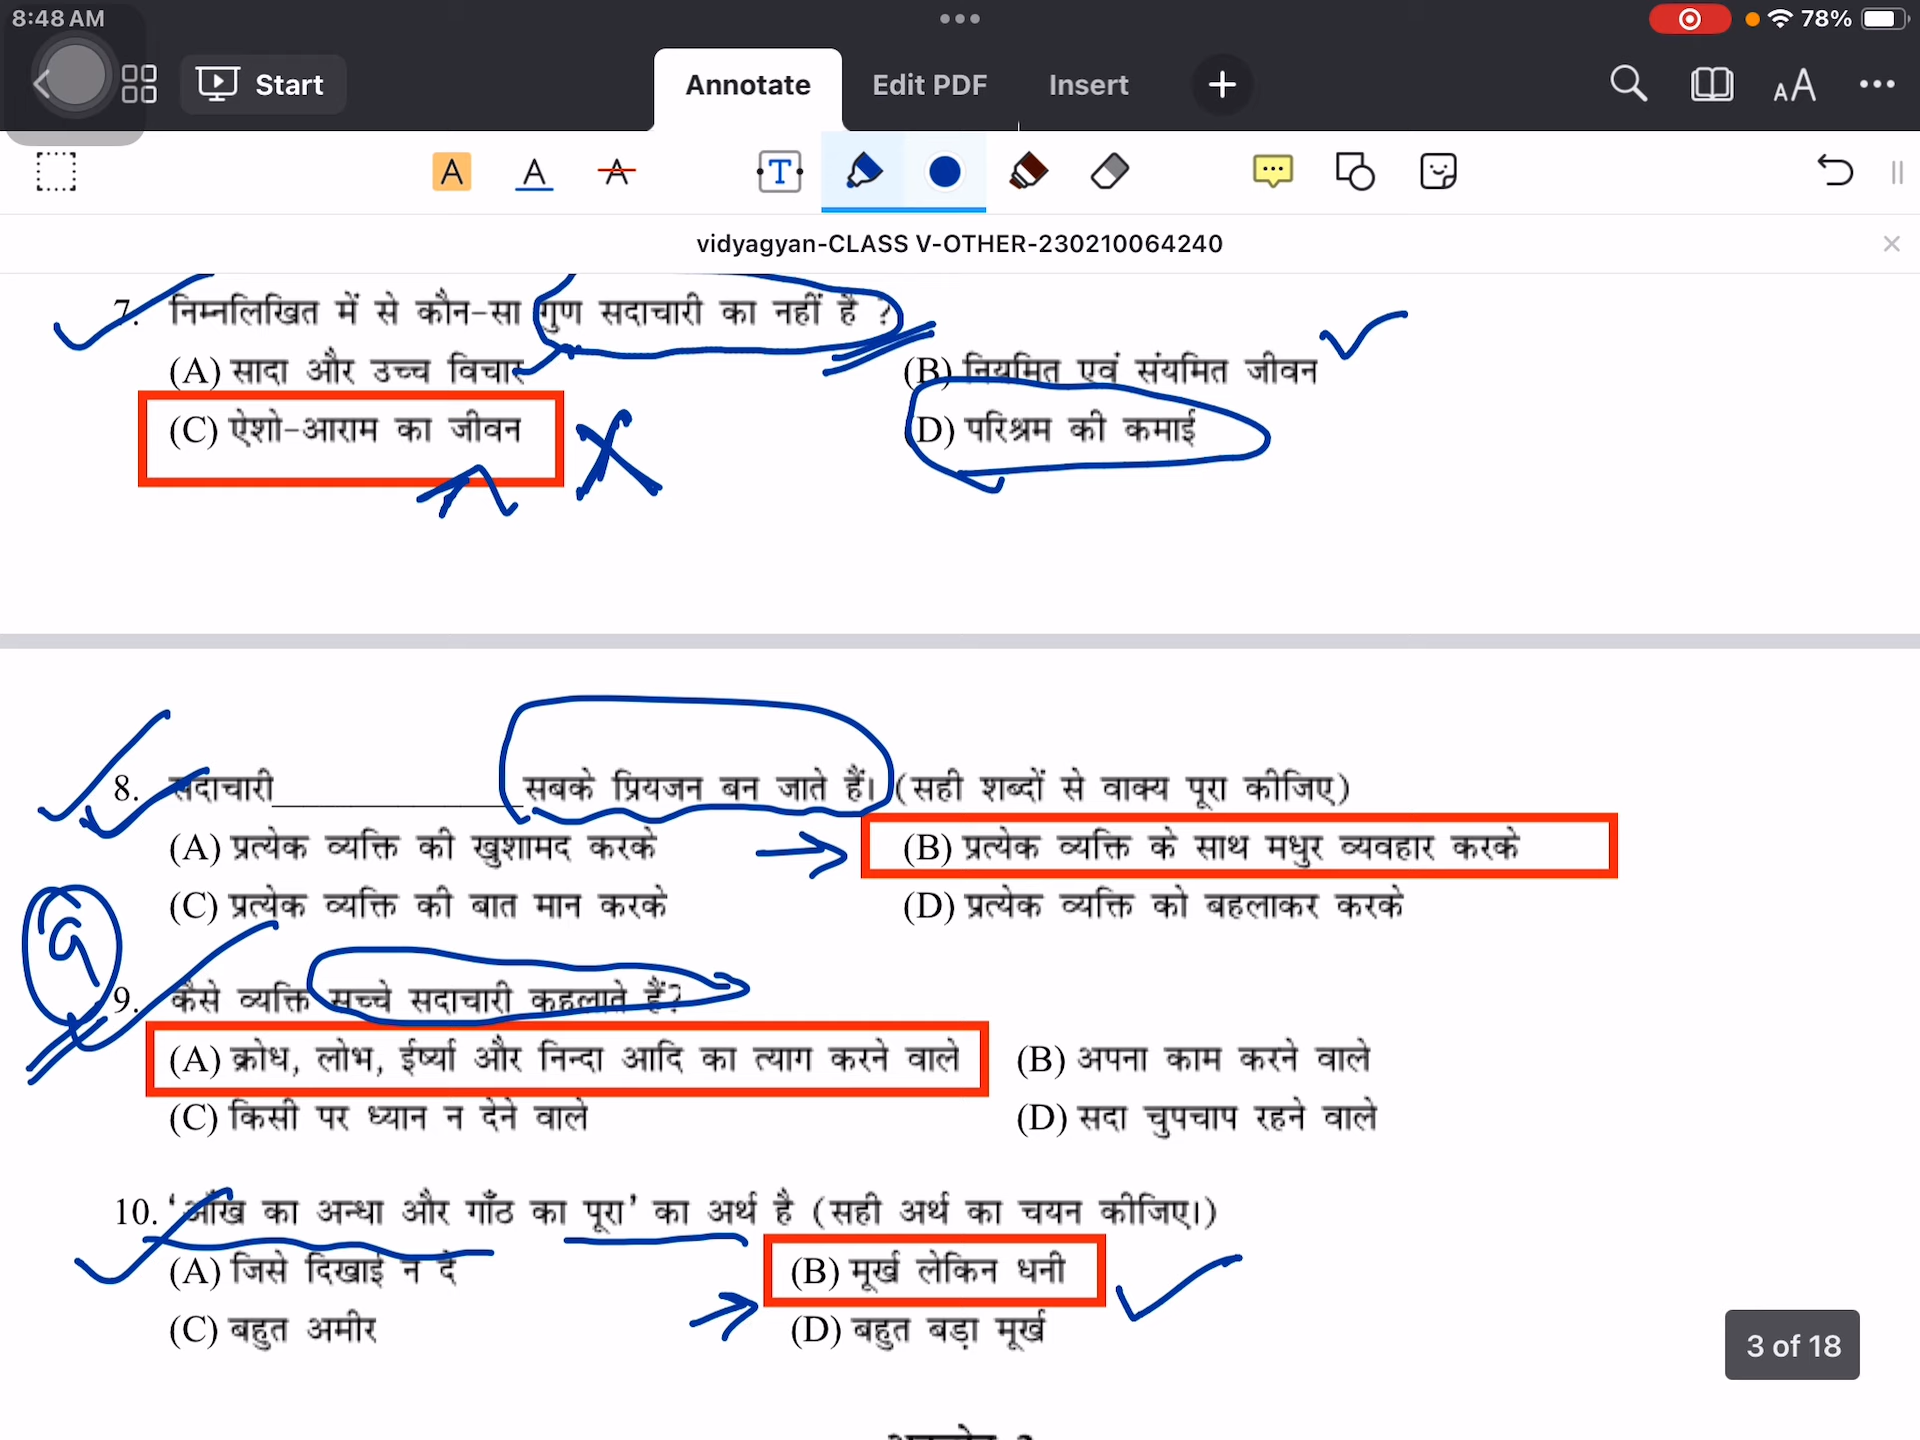 8:48 AM
78%
Start
Annotate
Edit PDF
Insert
vidyagyan-CLASS V-OTHER-230210064240
7. निम्नलिखित में से कौन-सा गुण सदाचारी का नहीं है ?
(A) सादा और उच्च विचार
(B) नियमित एवं संयमित जीवन
(C) ऐशो-आराम का जीवन
(D) परिश्रम की कमाई
8. सदाचारी______________सबके प्रियजन बन जाते हैं। (सही शब्दों से वाक्य पूरा कीजिए)
(A) प्रत्येक व्यक्ति की खुशामद करके
(B) प्रत्येक व्यक्ति के साथ मधुर व्यवहार करके
(C) प्रत्येक व्यक्ति की बात मान करके
(D) प्रत्येक व्यक्ति को बहलाकर करके
9. कैसे व्यक्ति सच्चे सदाचारी कहलाते हैं?
(A) क्रोध, लोभ, ईर्ष्या और निन्दा आदि का त्याग करने वाले
(B) अपना काम करने वाले
(C) किसी पर ध्यान न देने वाले
(D) सदा चुपचाप रहने वाले
10. 'आँख का अन्धा और गाँठ का पूरा' का अर्थ है (सही अर्थ का चयन कीजिए।)
(A) जिसे दिखाई न दे
(B) मूर्ख लेकिन धनी
(C) बहुत अमीर
(D) बहुत बड़ा मूर्ख
3 of 18